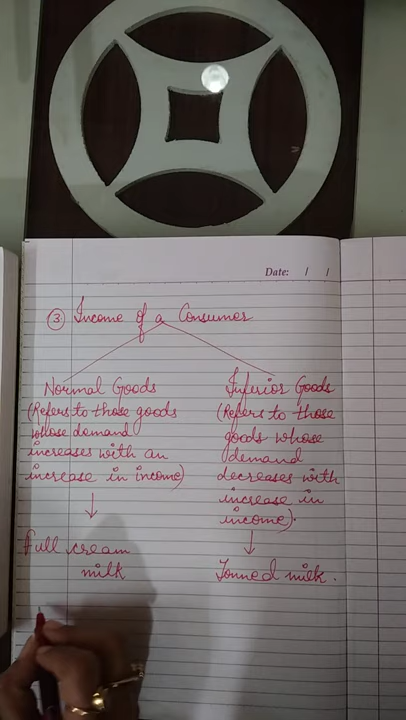 Date: / /
③ Income of a Consumer
Normal Goods
(Refers to those goods
whose demand
increases with an
increase in income)
Full cream
milk
Inferior Goods
(Refers to those
goods whose
demand
decreases with
increase in
income).
Tonned milk.